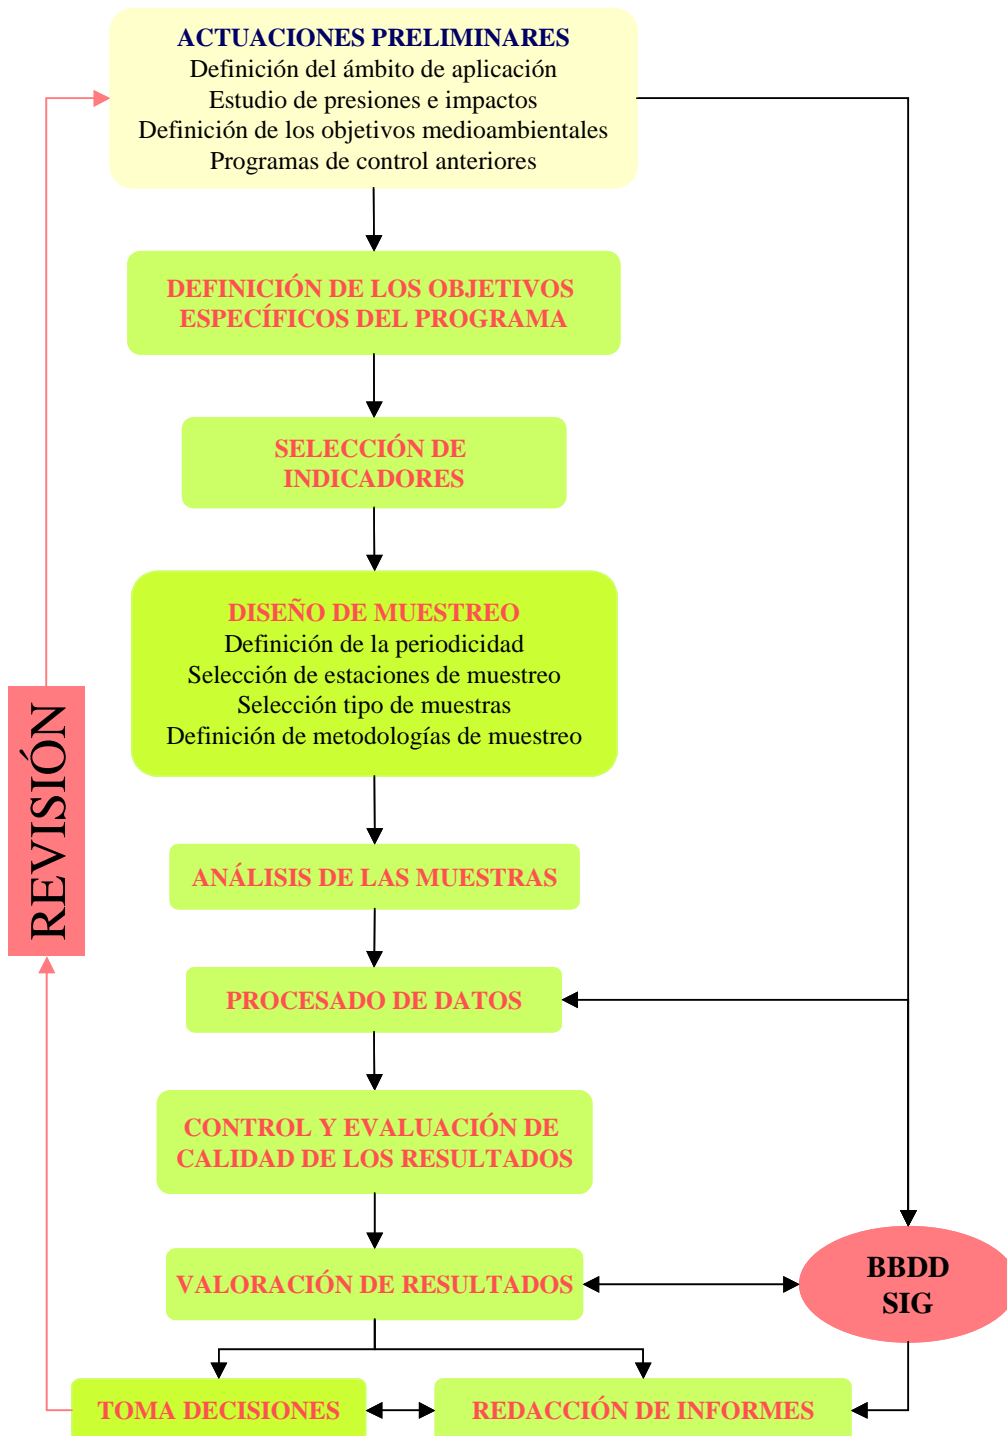 ACTUACIONES PRELIMINARES
Definición del ámbito de aplicación
Estudio de presiones e impactos
Definición de los objetivos medioambientales
Programas de control anteriores
DEFINICIÓN DE LOS OBJETIVOS
ESPECÍFICOS DEL PROGRAMA
SELECCIÓN DE
INDICADORES
DISEÑO DE MUESTREO
Definición de la periodicidad
Selección de estaciones de muestreo
Selección tipo de muestras
Definición de metodologías de muestreo
REVISIÓN
ANÁLISIS DE LAS MUESTRAS
PROCESADO DE DATOS
CONTROL Y EVALUACIÓN DE
CALIDAD DE LOS RESULTADOS
VALORACIÓN DE RESULTADOS
BBDD
SIG
TOMA DECISIONES
REDACCIÓN DE INFORMES